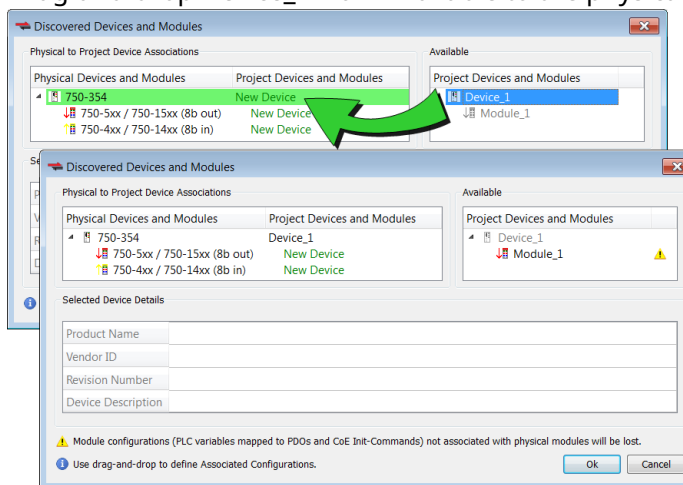 Discovered Devices and Modules
Physical to Project Device Associations
Available
Physical Devices and Modules
Project Devices and Modules
Project Devices and Modules
750-354
New Device
Device_1
750-5xx / 750-15xx (8b out)
New Device
Module_1
750-4xx / 750-14xx (8b in)
New Device
Discovered Devices and Modules
Physical to Project Device Associations
Available
Physical Devices and Modules
Project Devices and Modules
Project Devices and Modules
750-354
Device_1
Device_1
750-5xx / 750-15xx (8b out)
New Device
Module_1
750-4xx / 750-14xx (8b in)
New Device
Selected Device Details
Product Name
Vendor ID
Revision Number
Device Description
Module configurations (PLC variables mapped to PDOs and CoE Init-Commands) not associated with physical modules will be lost.
Use drag-and-drop to define Associated Configurations.
Ok
Cancel